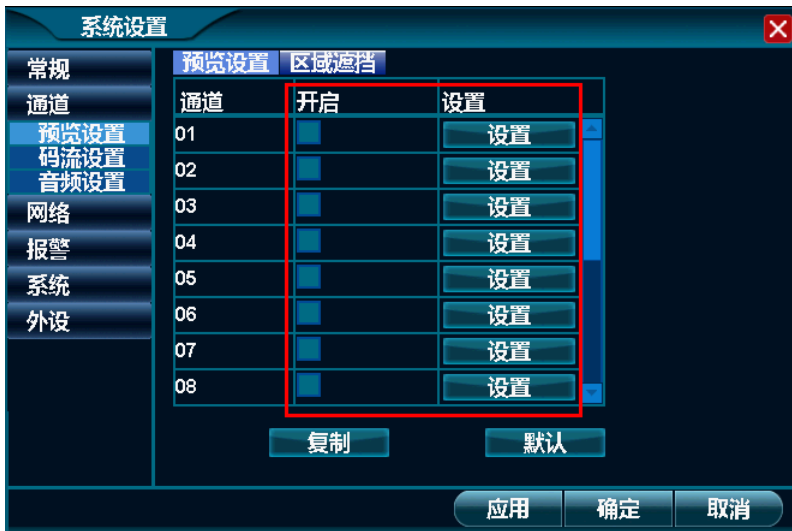 系统设置
常规
通道
预览设置
码流设置
音频设置
网络
报警
系统
外设
预览设置 区域遮挡
通道 开启 设置
01 设置
02 设置
03 设置
04 设置
05 设置
06 设置
07 设置
08 设置
复制 默认
应用 确定 取消